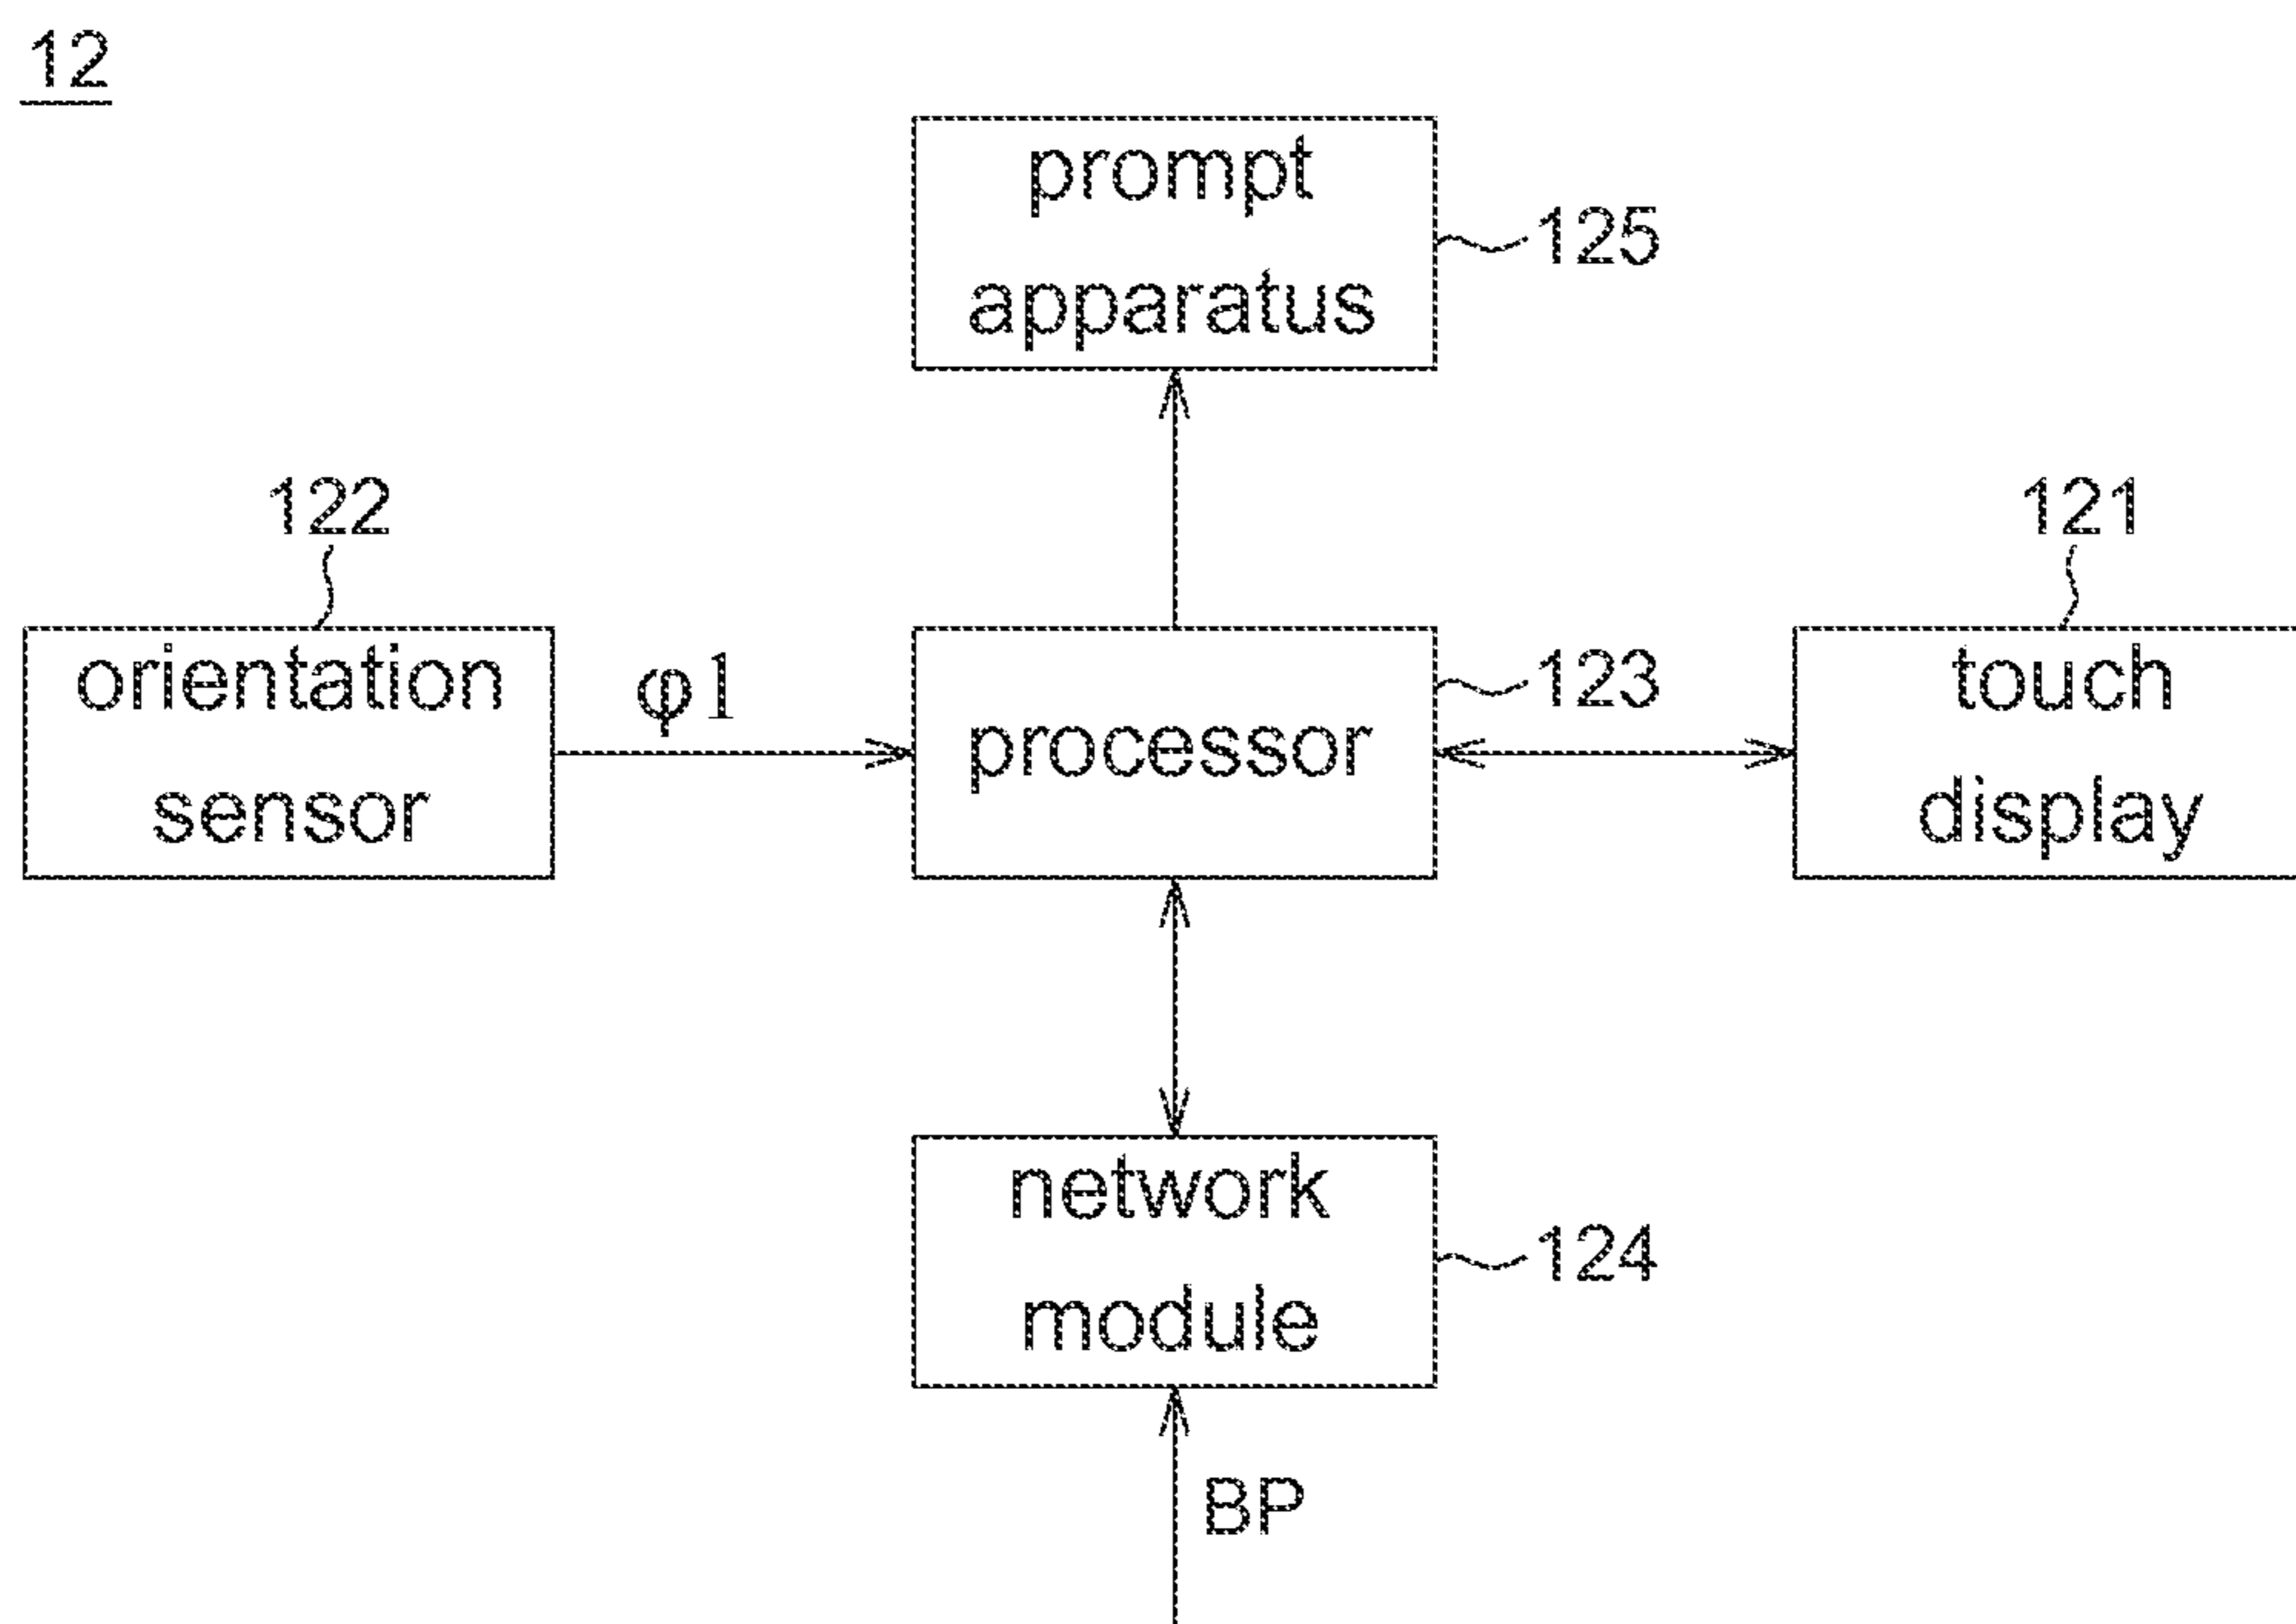 12
prompt
apparatus
125
122
121
orientation
sensor
φ1
processor
123
touch
display
network
module
124
BP